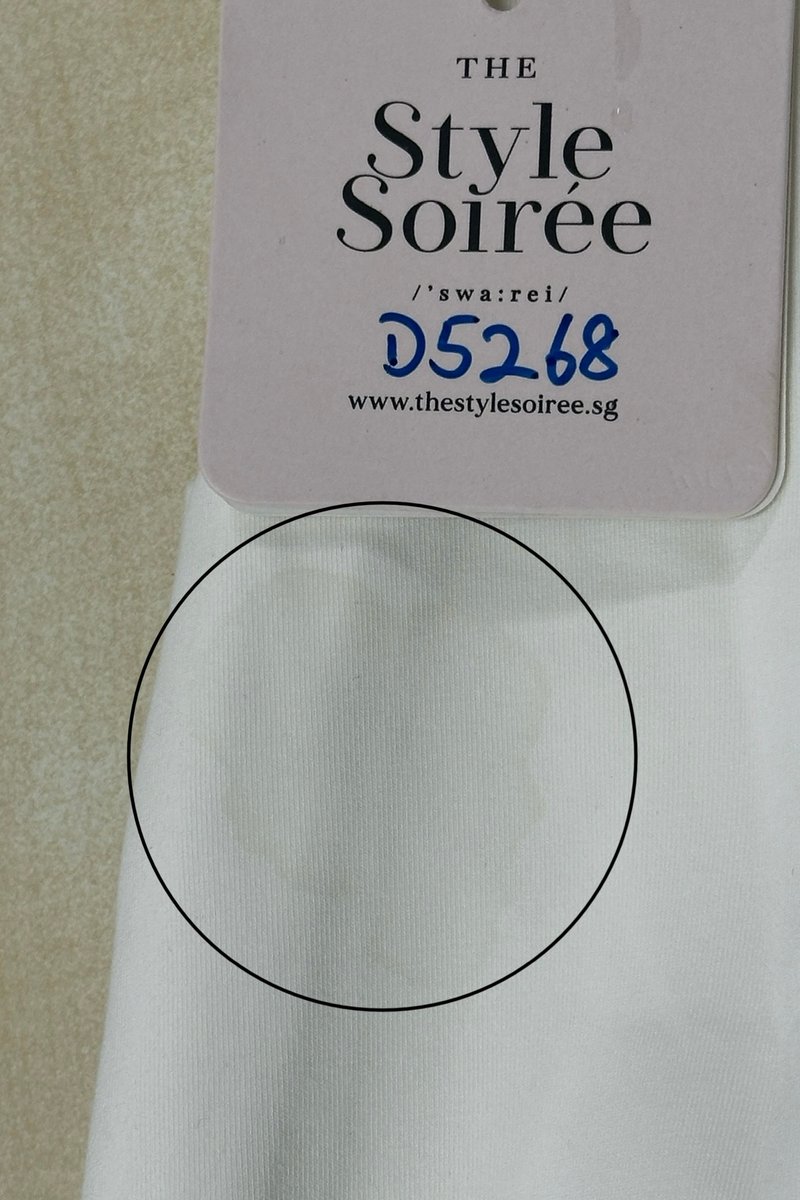 THE
Style
Soirée
/'swa:rei/
D5268
www.thestylesoiree.sg